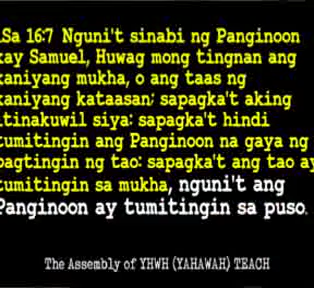 1Sa 16:7 Nguni't sinabi ng Panginoon
kay Samuel, Huwag mong tingnan ang
kaniyang mukha, o ang taas ng
kaniyang kataasan; sapagka't aking
itinakuwil siya: sapagka't hindi
tumitingin ang Panginoon na gaya ng
pagtingin ng tao: sapagka't ang tao ay
tumitingin sa mukha, nguni't ang
Panginoon ay tumitingin sa puso.
The Assembly of YHWH (YAHAWAH) TEACH